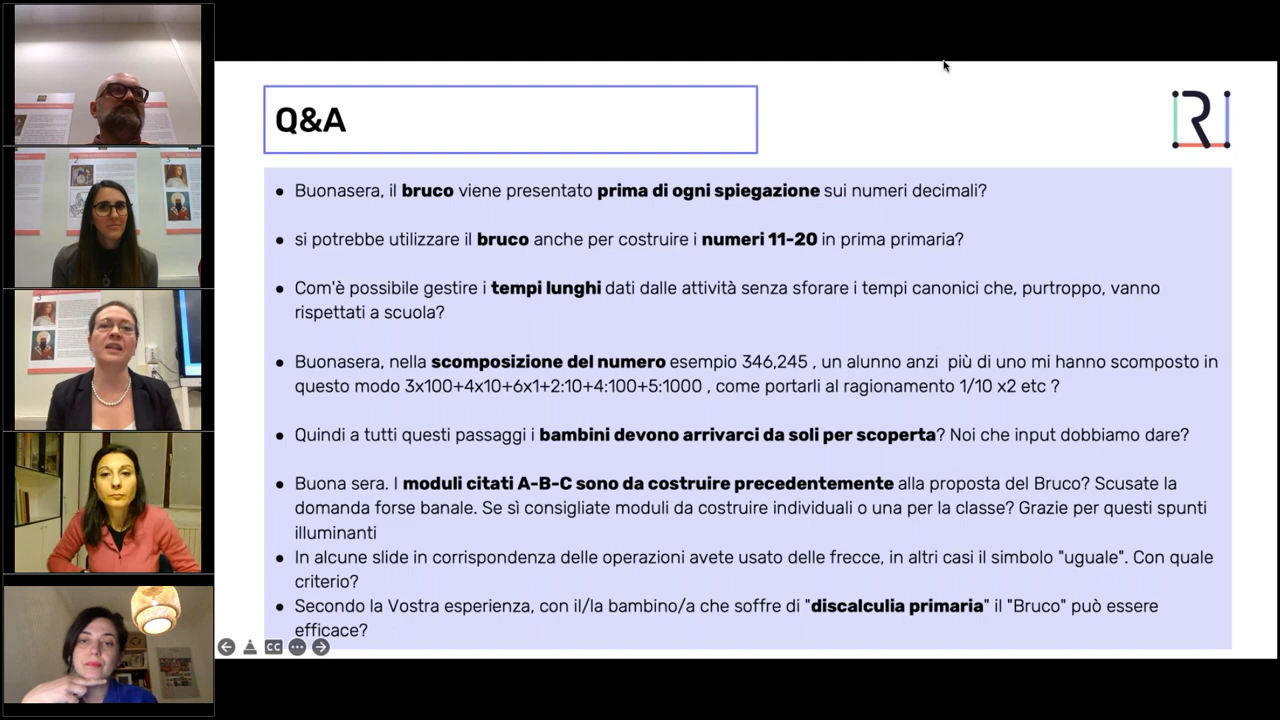 Q&A
● Buonasera, il bruco viene presentato prima di ogni spiegazione sui numeri decimali?
● si potrebbe utilizzare il bruco anche per costruire i numeri 11-20 in prima primaria?
● Com'è possibile gestire i tempi lunghi dati dalle attività senza sforare i tempi canonici che, purtroppo, vanno
rispettati a scuola?
● Buonasera, nella scomposizione del numero esempio 346,245 , un alunno anzi più di uno mi hanno scomposto in
questo modo 3x100+4x10+6x1+2:10+4:100+5:1000 , come portarli al ragionamento 1/10 x2 etc ?
● Quindi a tutti questi passaggi i bambini devono arrivarci da soli per scoperta? Noi che input dobbiamo dare?
● Buona sera. I moduli citati A-B-C sono da costruire precedentemente alla proposta del Bruco? Scusate la
domanda forse banale. Se sì consigliate moduli da costruire individuali o una per la classe? Grazie per questi spunti
illuminanti
● In alcune slide in corrispondenza delle operazioni avete usato delle frecce, in altri casi il simbolo "uguale". Con quale
criterio?
● Secondo la Vostra esperienza, con il/la bambino/a che soffre di "discalculia primaria" il "Bruco" può essere
efficace?
CC